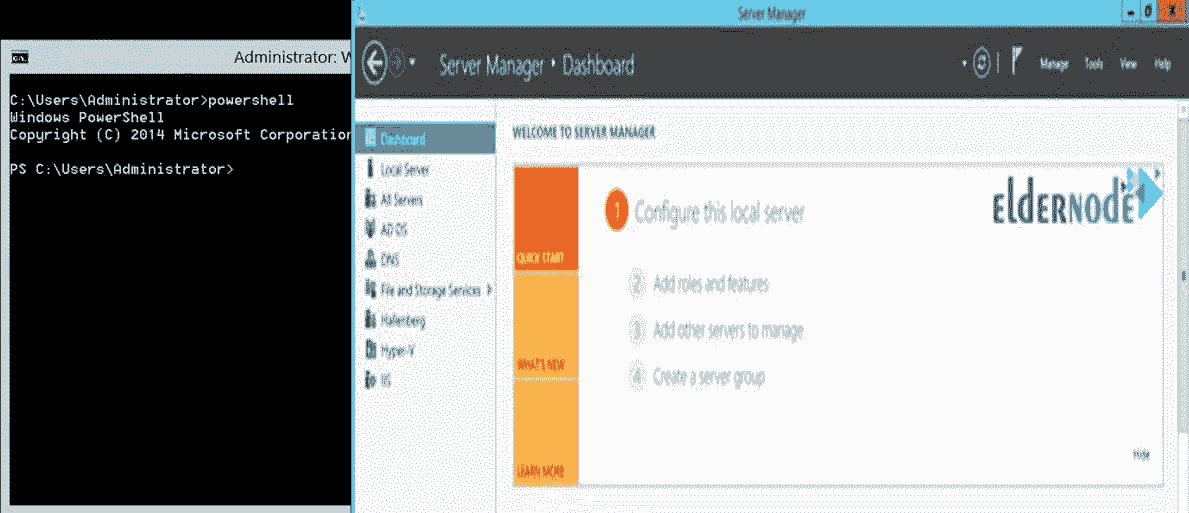 Administrator: W
C:\Users\Administrator>powershell
Windows PowerShell
Copyright (C) 2014 Microsoft Corporation
PS C:\Users\Administrator>
Server Manager
Server Manager • Dashboard
Manage Tools View Help
Dashboard
Local Server
All Servers
AD DS
DNS
File and Storage Services
Hallenberg
Hyper-V
IIS
WELCOME TO SERVER MANAGER
QUICK START
WHAT'S NEW
LEARN MORE
1 Configure this local server
2 Add roles and features
3 Add other servers to manage
4 Create a server group
Hide
eldernode